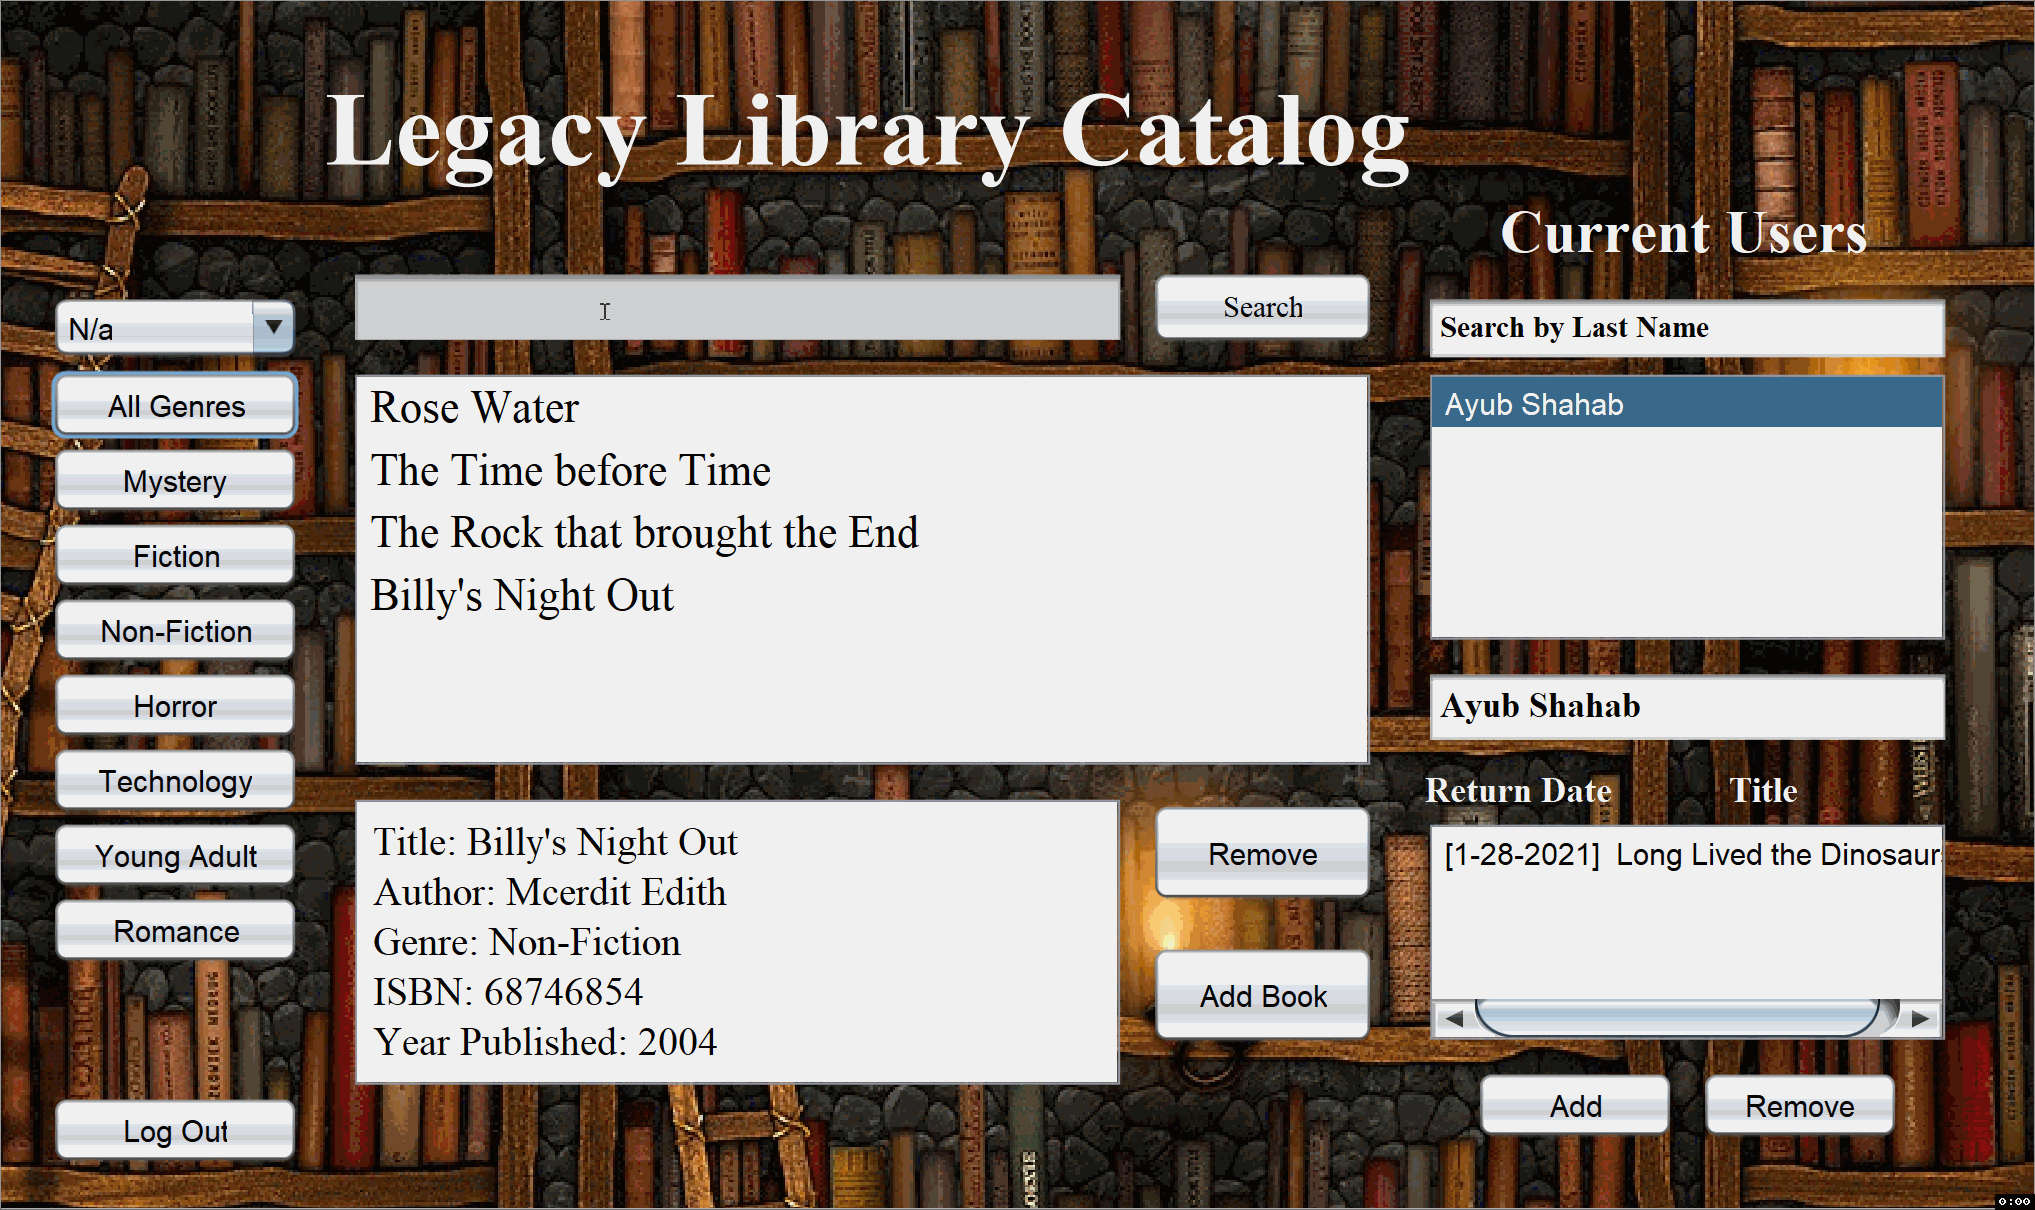 Legacy Library Catalog
Current Users
N/a
Search
Search by Last Name
All Genres
Mystery
Fiction
Non-Fiction
Horror
Technology
Young Adult
Romance
Log Out
Rose Water
The Time before Time
The Rock that brought the End
Billy's Night Out
Title: Billy's Night Out
Author: Mcerdit Edith
Genre: Non-Fiction
ISBN: 68746854
Year Published: 2004
Remove
Add Book
Ayub Shahab
Ayub Shahab
Return Date Title
[1-28-2021] Long Lived the Dinosaur
Add
Remove
0:00